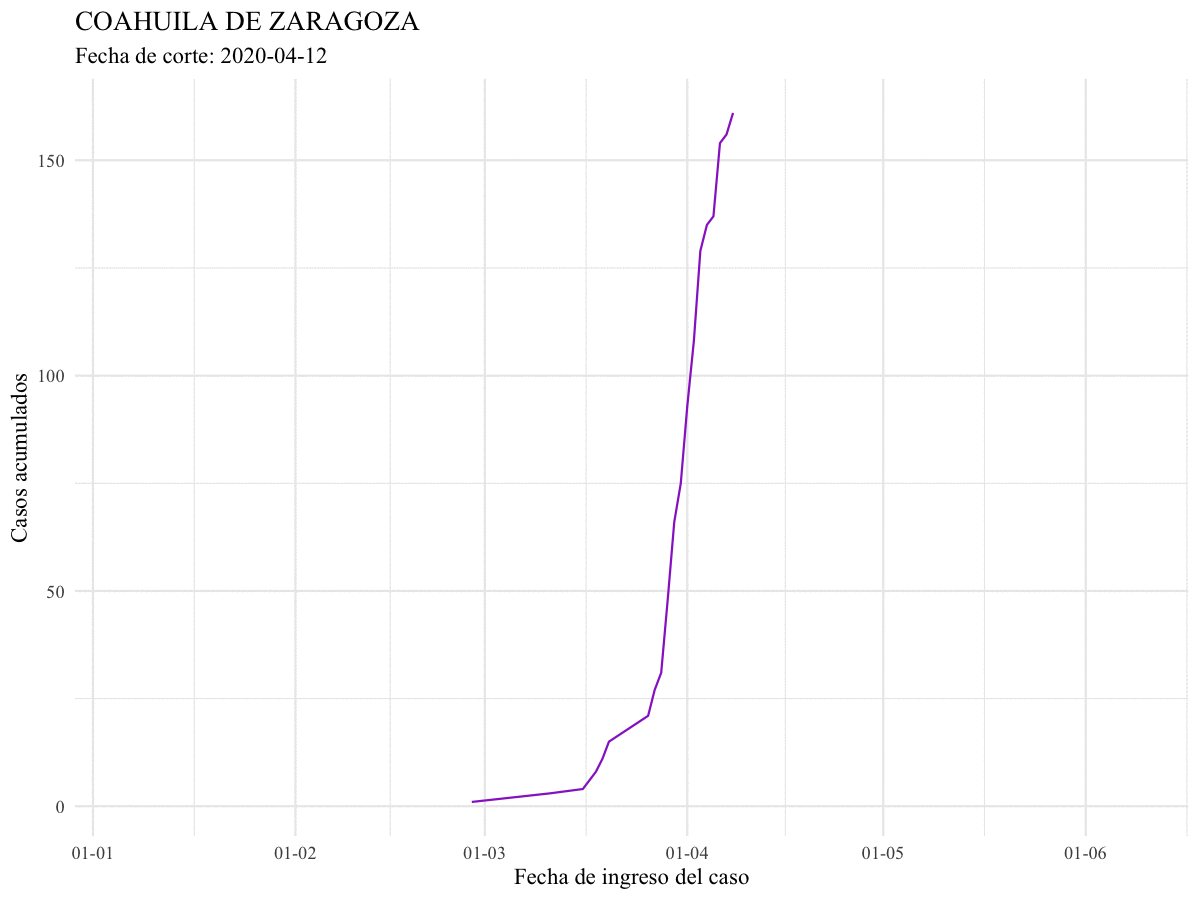 COAHUILA DE ZARAGOZA
Fecha de corte: 2020-04-12
Casos acumulados
150
100
50
0
01-01 01-02 01-03 01-04 01-05 01-06
Fecha de ingreso del caso